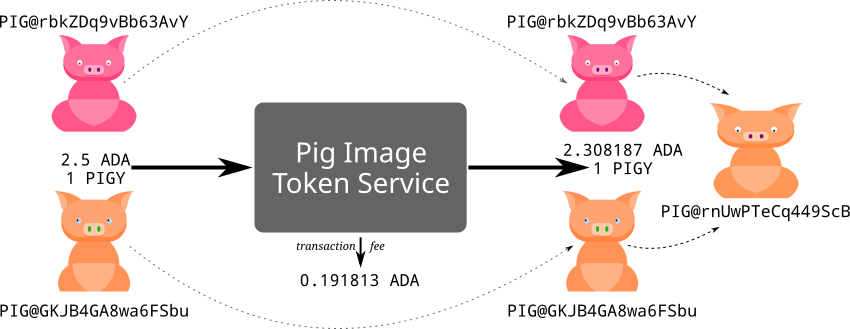 PIG@rbkZDq9vBb63AvY
PIG@rbkZDq9vBb63AvY
2.5 ADA
1 PIGY
Pig Image
Token Service
2.308187 ADA
1 PIGY
PIG@rnUwPTeCq449ScB
transaction fee
0.191813 ADA
PIG@GKJB4GA8wa6FSbu
PIG@GKJB4GA8wa6FSbu